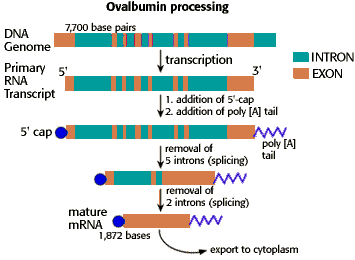 Ovalbumin processing
7,700 base pairs
DNA
Genome
transcription
INTRON
EXON
Primary
RNA
Transcript
5'
3'
1. addition of 5'-cap
2. addition of poly [A] tail
5' cap
poly [A]
tail
removal of
5 introns (splicing)
removal of
2 introns (splicing)
mature
mRNA
1,872 bases
export to cytoplasm